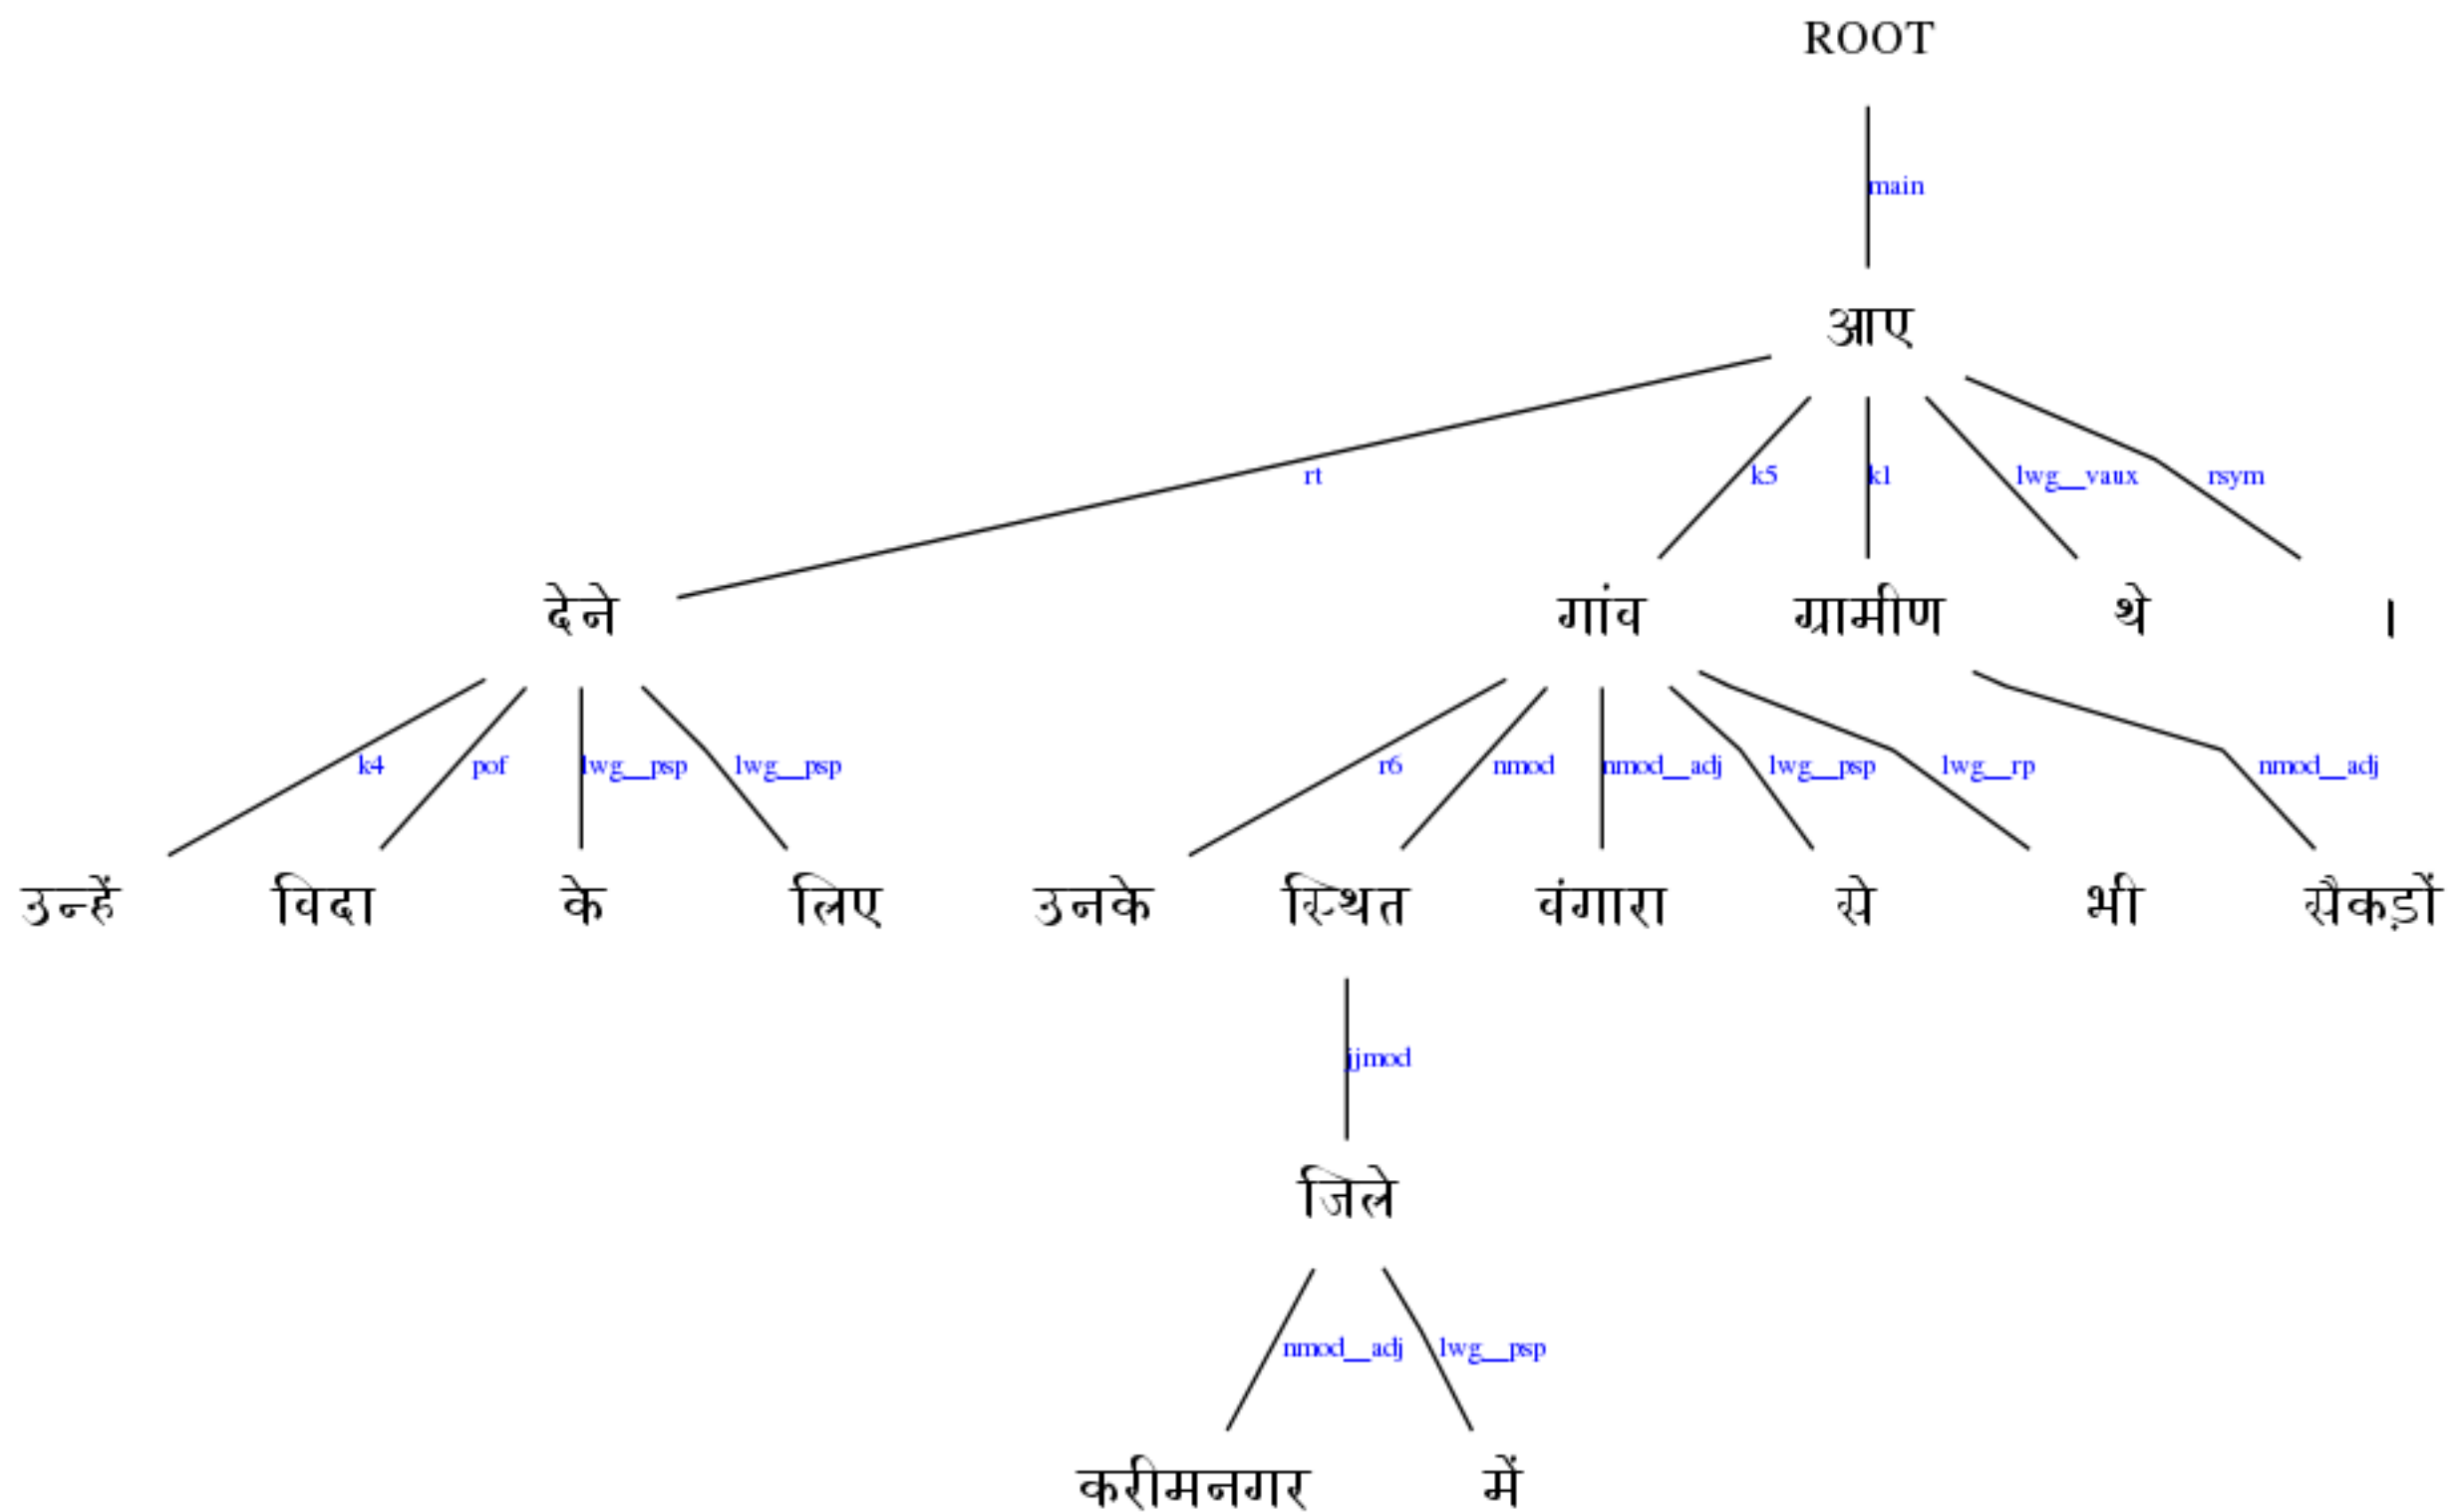 ROOT
main
आए
rt k5 k1 lwg__vaux rsym
देने गांव ग्रामीण थे ।
k4 pof lwg__psp lwg__psp r6 nmod nmod__adj lwg__psp lwg__rp nmod__adj
उन्हें विदा के लिए उनके स्थित वंगारा से भी सैकड़ों
jjmod
जिले
nmod__adj lwg__psp
करीमनगर में